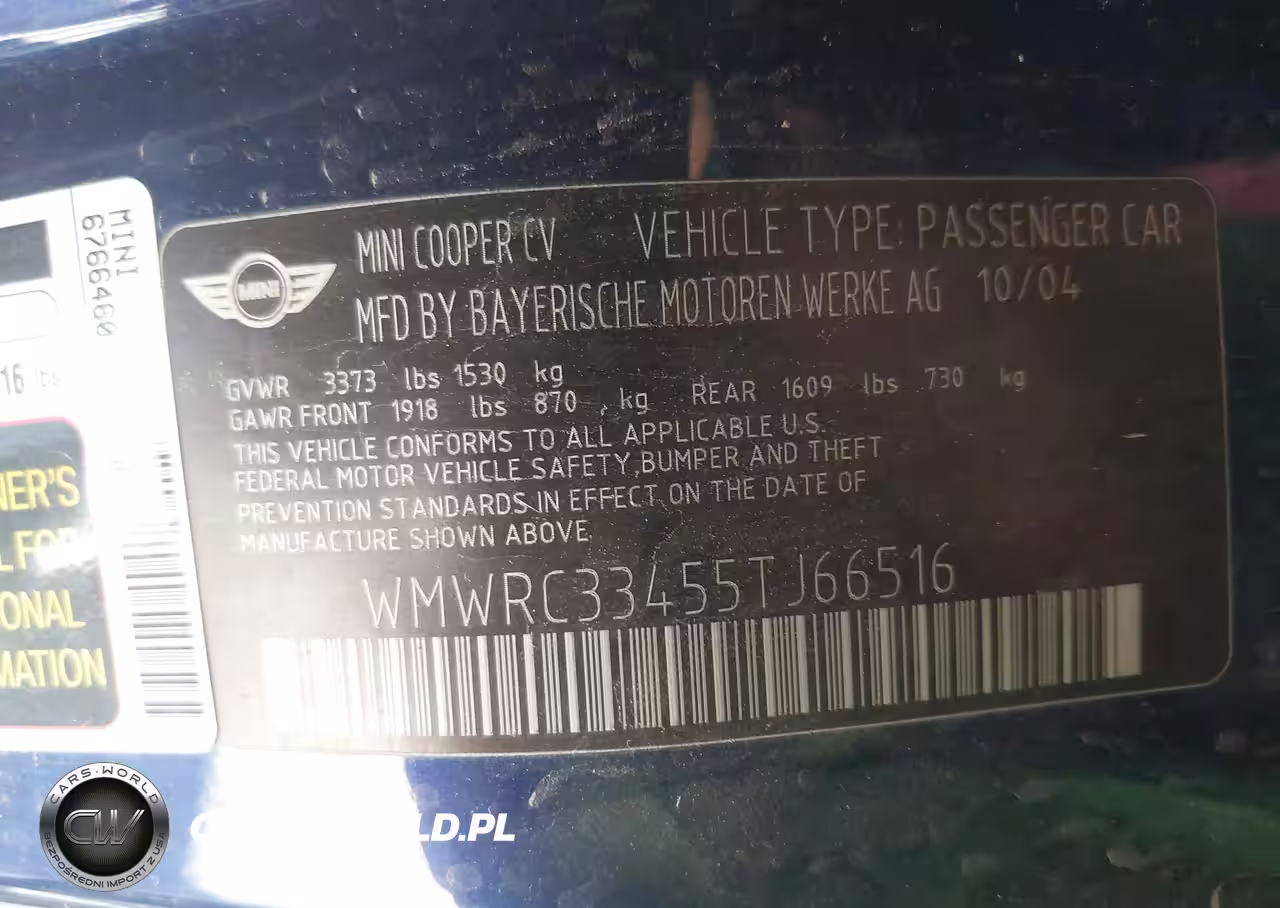 MINI
6766460
16 lbs
NER'S
L FOR
ONAL
MATION
MINI
MINI COOPER CV VEHICLE TYPE: PASSENGER CAR
MFD BY BAYERISCHE MOTOREN WERKE AG 10/04
GVWR 3373 lbs 1530 kg
GAWR FRONT 1918 lbs 870 kg REAR 1609 lbs 730 kg
THIS VEHICLE CONFORMS TO ALL APPLICABLE U.S.
FEDERAL MOTOR VEHICLE SAFETY, BUMPER AND THEFT
PREVENTION STANDARDS IN EFFECT ON THE DATE OF
MANUFACTURE SHOWN ABOVE.
WMWRC33455TJ66516
CARS-WORLD
CW
BEZPOŚREDNI IMPORT Z USA
LD.PL